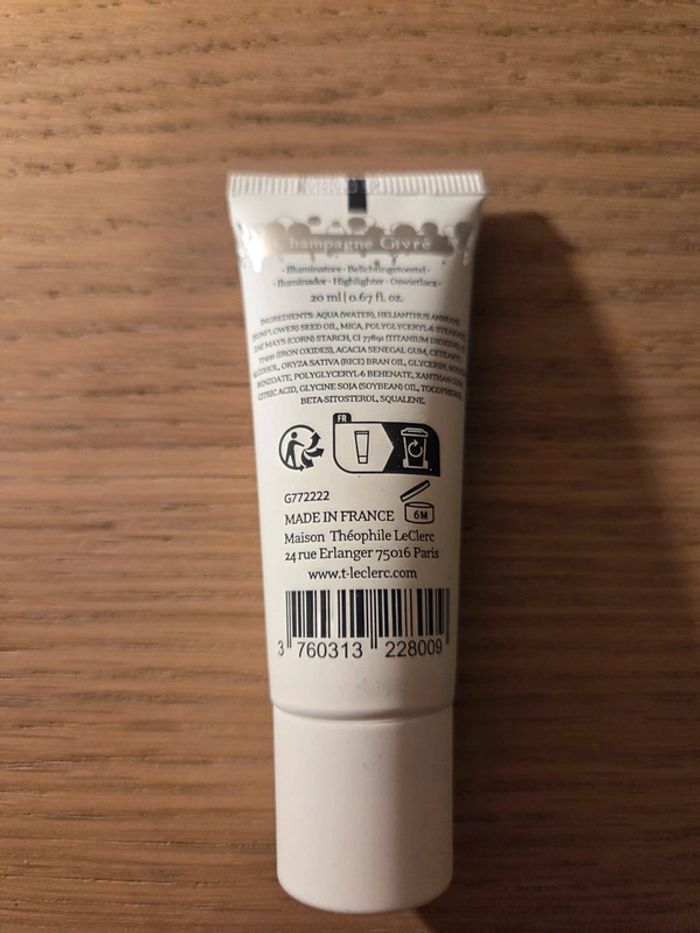 Champagne Givré
· Illuminatore · Belichtingstoestel ·
· Iluminador · Highlighter · Oswietlacz ·
20 ml | 0.67 fl. oz.
INGREDIENTS: AQUA (WATER), HELIANTHUS ANNUUS
(SUNFLOWER) SEED OIL, MICA, POLYGLYCERYL-6 STEARATE,
ZAE MAYS (CORN) STARCH, CI 77891 (TITANIUM DIOXIDE),
77491 (IRON OXIDES), ACACIA SENEGAL GUM, CETEARYL
ALCOHOL, ORYZA SATIVA (RICE) BRAN OIL, GLYCERIN, SODIUM
BENZOATE, POLYGLYCERYL-6 BEHENATE, XANTHAN GUM,
CITRIC ACID, GLYCINE SOJA (SOYBEAN) OIL, TOCOPHEROL,
BETA-SITOSTEROL, SQUALENE.
FR
G772222
6M
MADE IN FRANCE
Maison Théophile LeClerc
24 rue Erlanger 75016 Paris
www.t-leclerc.com
3 760313 228009